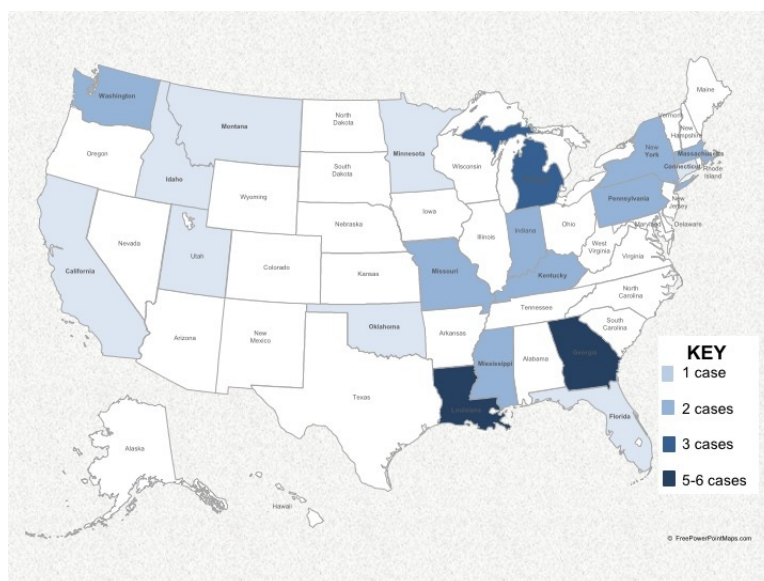 Maine
Washington
Montana
North
Dakota
Minnesota
Vermont
New
Hampshire
Oregon
Idaho
South
Dakota
Wisconsin
New
York
Massachusetts
Connecticut
Rhode
Island
Wyoming
Iowa
Pennsylvania
New
Jersey
Nebraska
Nevada
Utah
Colorado
Illinois
Indiana
Ohio
Maryland
Delaware
West
Virginia
Virginia
California
Kansas
Missouri
Kentucky
North
Carolina
Tennessee
Arizona
New
Mexico
Oklahoma
Arkansas
South
Carolina
Mississippi
Alabama
Georgia
Texas
Louisiana
Florida
Alaska
Hawaii
KEY
1 case
2 cases
3 cases
5-6 cases
© FreePowerPointMaps.com